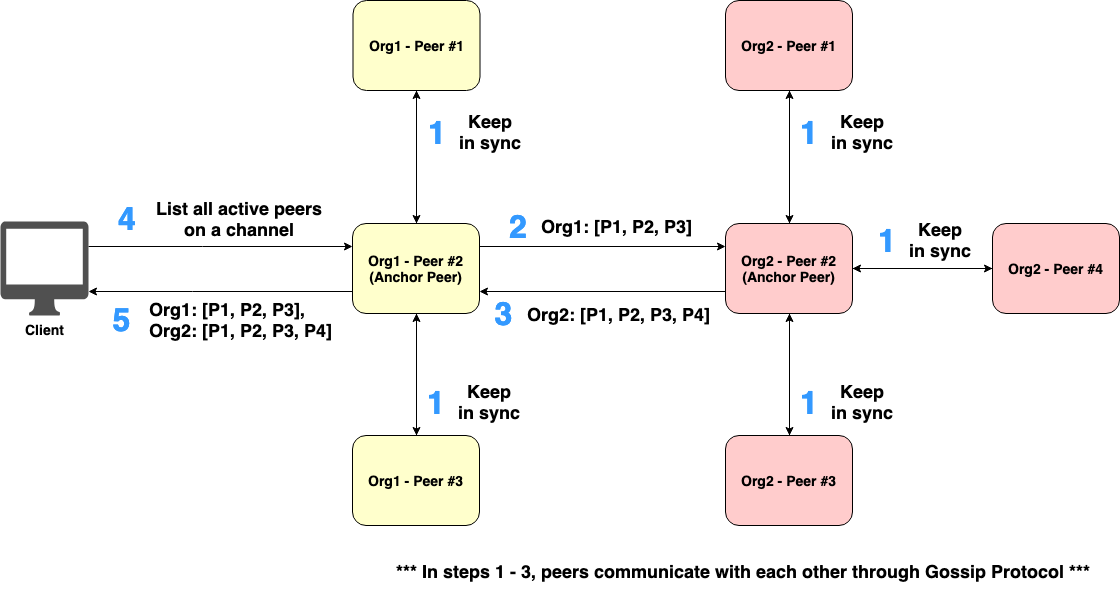 Org1 - Peer #1
Org2 - Peer #1
1
Keep
in sync
1
Keep
in sync
4
List all active peers
on a channel
2
Org1: [P1, P2, P3]
1
Keep
in sync
Org1 - Peer #2
(Anchor Peer)
Org2 - Peer #2
(Anchor Peer)
Org2 - Peer #4
Client
5
Org1: [P1, P2, P3],
Org2: [P1, P2, P3, P4]
3
Org2: [P1, P2, P3, P4]
1
Keep
in sync
1
Keep
in sync
Org1 - Peer #3
Org2 - Peer #3
*** In steps 1 - 3, peers communicate with each other through Gossip Protocol ***